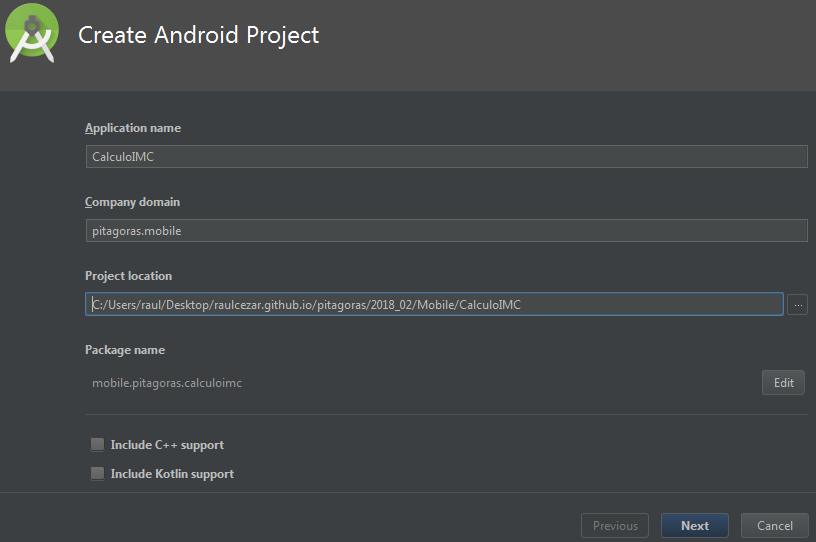 Create Android Project
Application name
CalculoIMC
Company domain
pitagoras.mobile
Project location
C:/Users/raul/Desktop/raulcezar.github.io/pitagoras/2018_02/Mobile/CalculoIMC
...
Package name
mobile.pitagoras.calculoimc
Edit
Include C++ support
Include Kotlin support
Previous Next Cancel